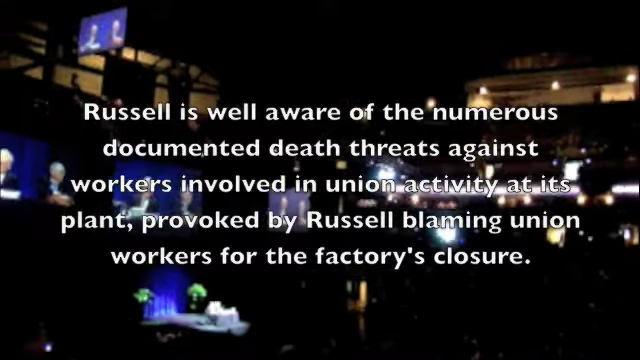 Russell is well aware of the numerous
documented death threats against
workers involved in union activity at its
plant, provoked by Russell blaming union
workers for the factory's closure.